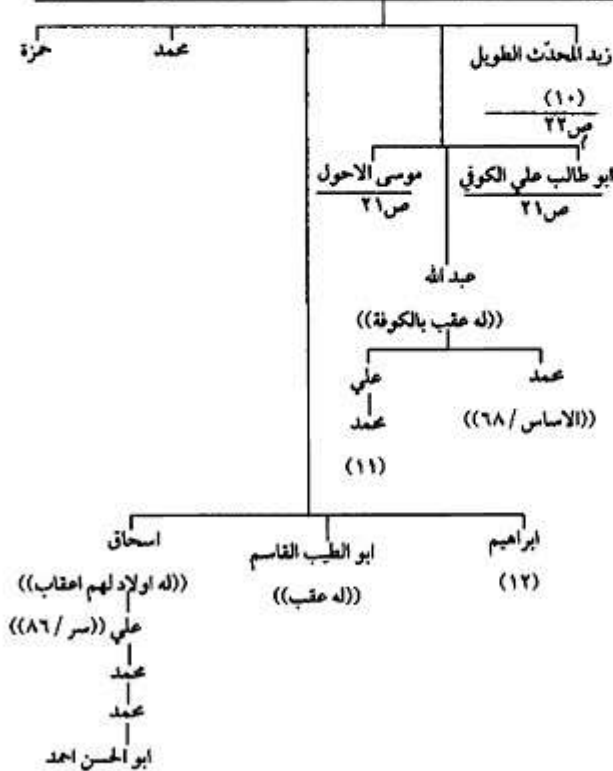 زيد المحدّث الطويل
محمد
حمزة
(١٠)
ص٢٢
ابو طالب علي الكوفي
موسى الاحول
ص٢١
ص٢١
عبد الله
((له عقب بالكوفة))
محمد
علي
((الاساس / ٦٨))
محمد
(١١)
ابراهيم
ابو الطيب القاسم
اسحاق
(١٢)
((له عقب))
((له اولاد لهم اعقاب))
علي ((سر / ٨٦))
محمد
محمد
ابو الحسن احمد